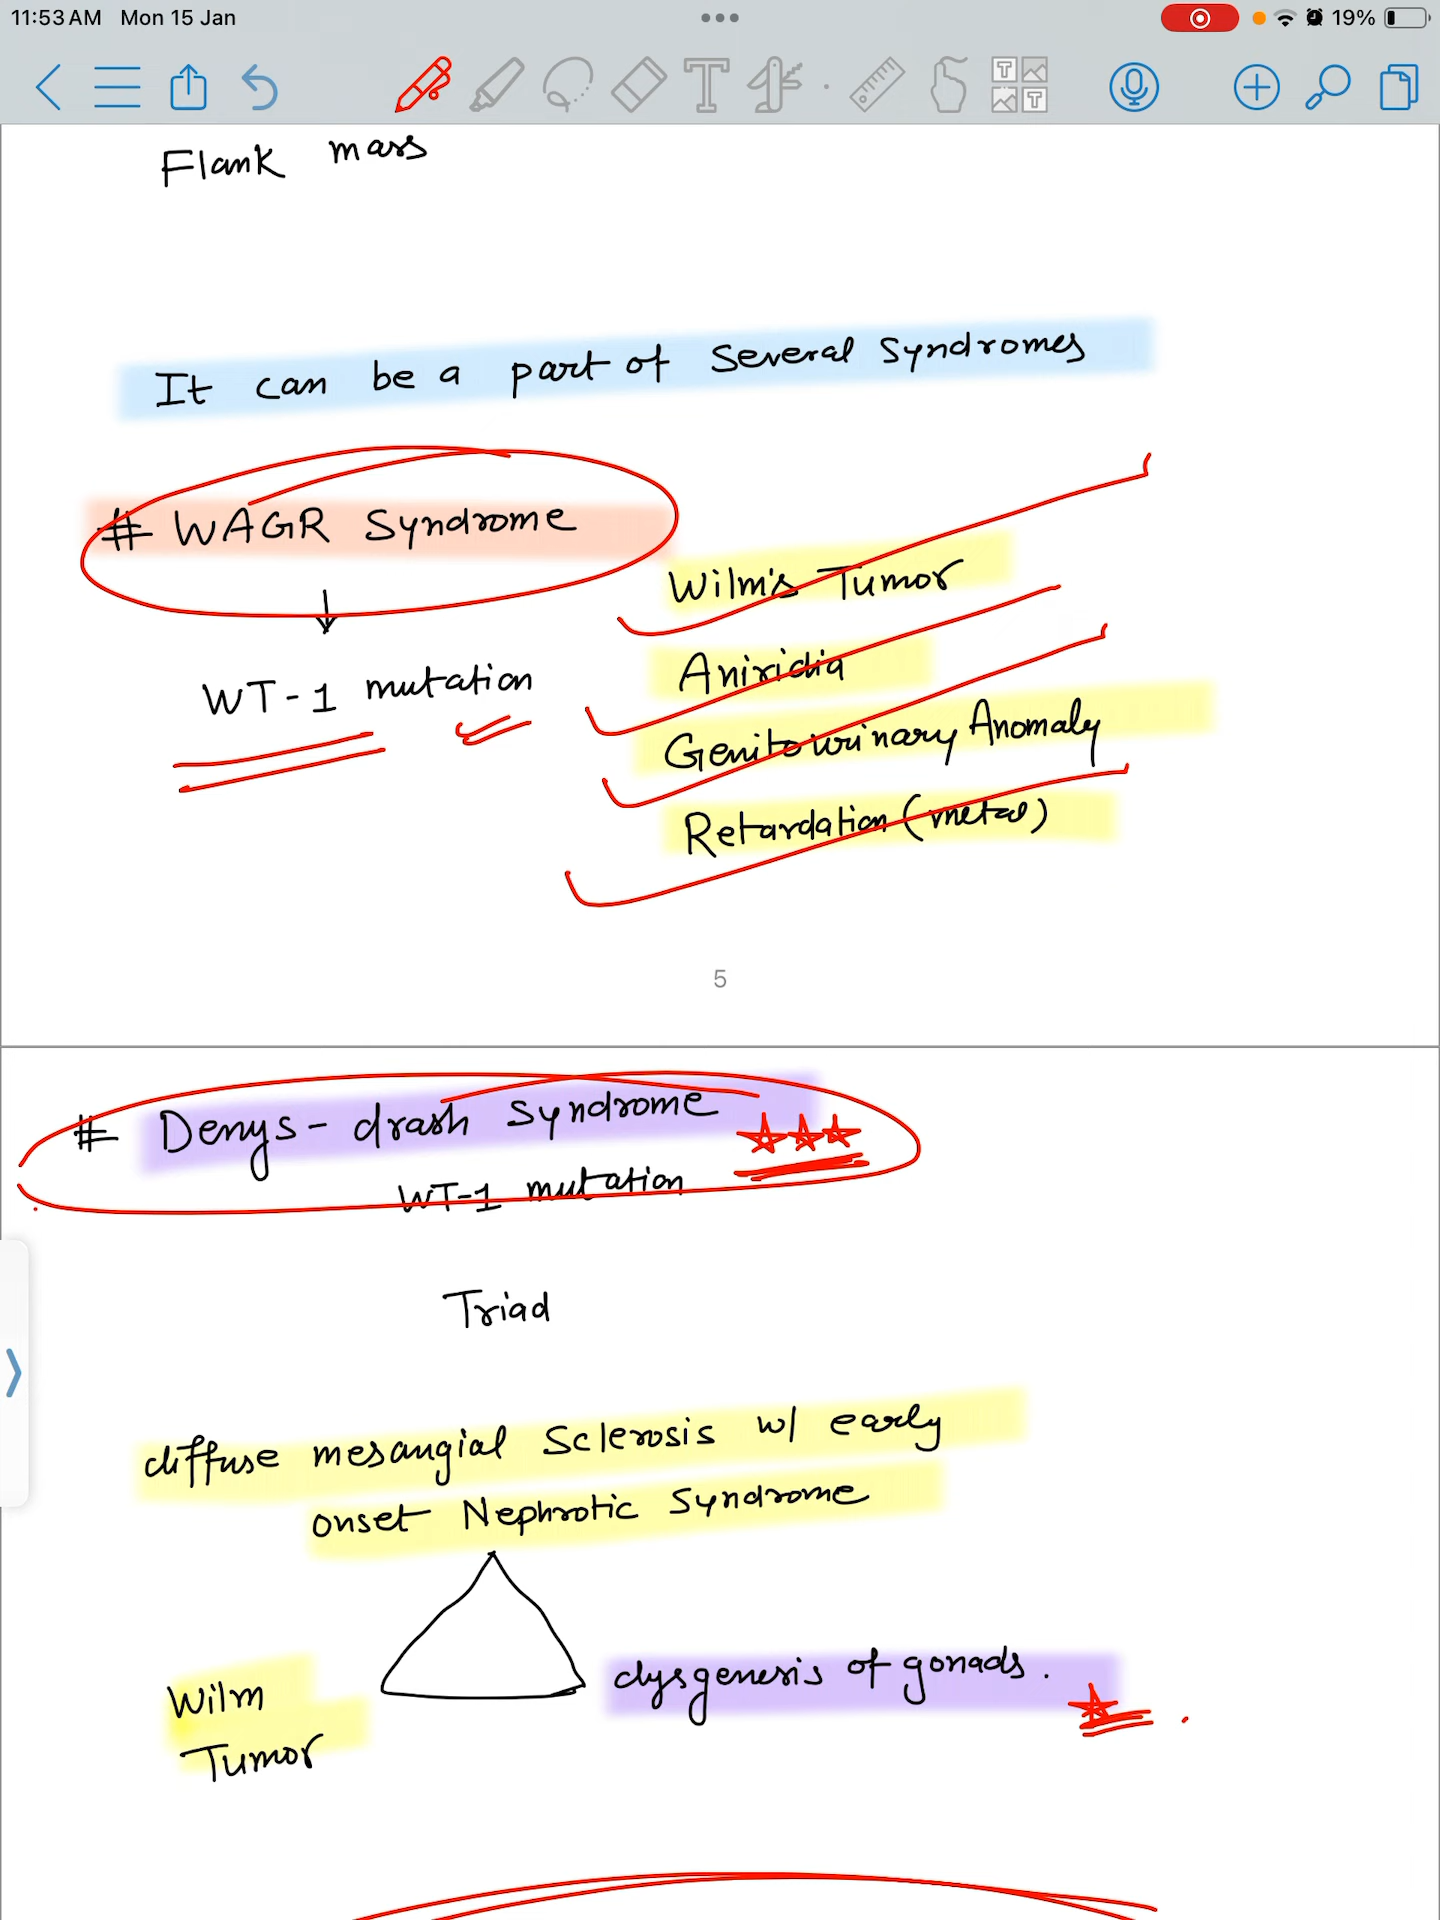 11:53 AM Mon 15 Jan
19%
Flank mass
It can be a part of Several Syndromes
# WAGR Syndrome
WT-1 mutation
Wilm's Tumor
Aniridia
Genitourinary Anomaly
Retardation (metal)
5
# Denys-drash Syndrome
WT-1 mutation
Triad
diffuse mesangial Sclerosis w/ early
onset Nephrotic Syndrome
Wilm
Tumor
dysgenesis of gonads.